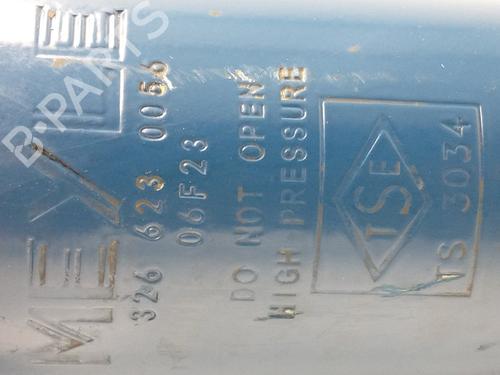 326 623 0056
06F23
DO NOT OPEN
HIGH PRESSURE
TSE
TS 3034
B-PARTS